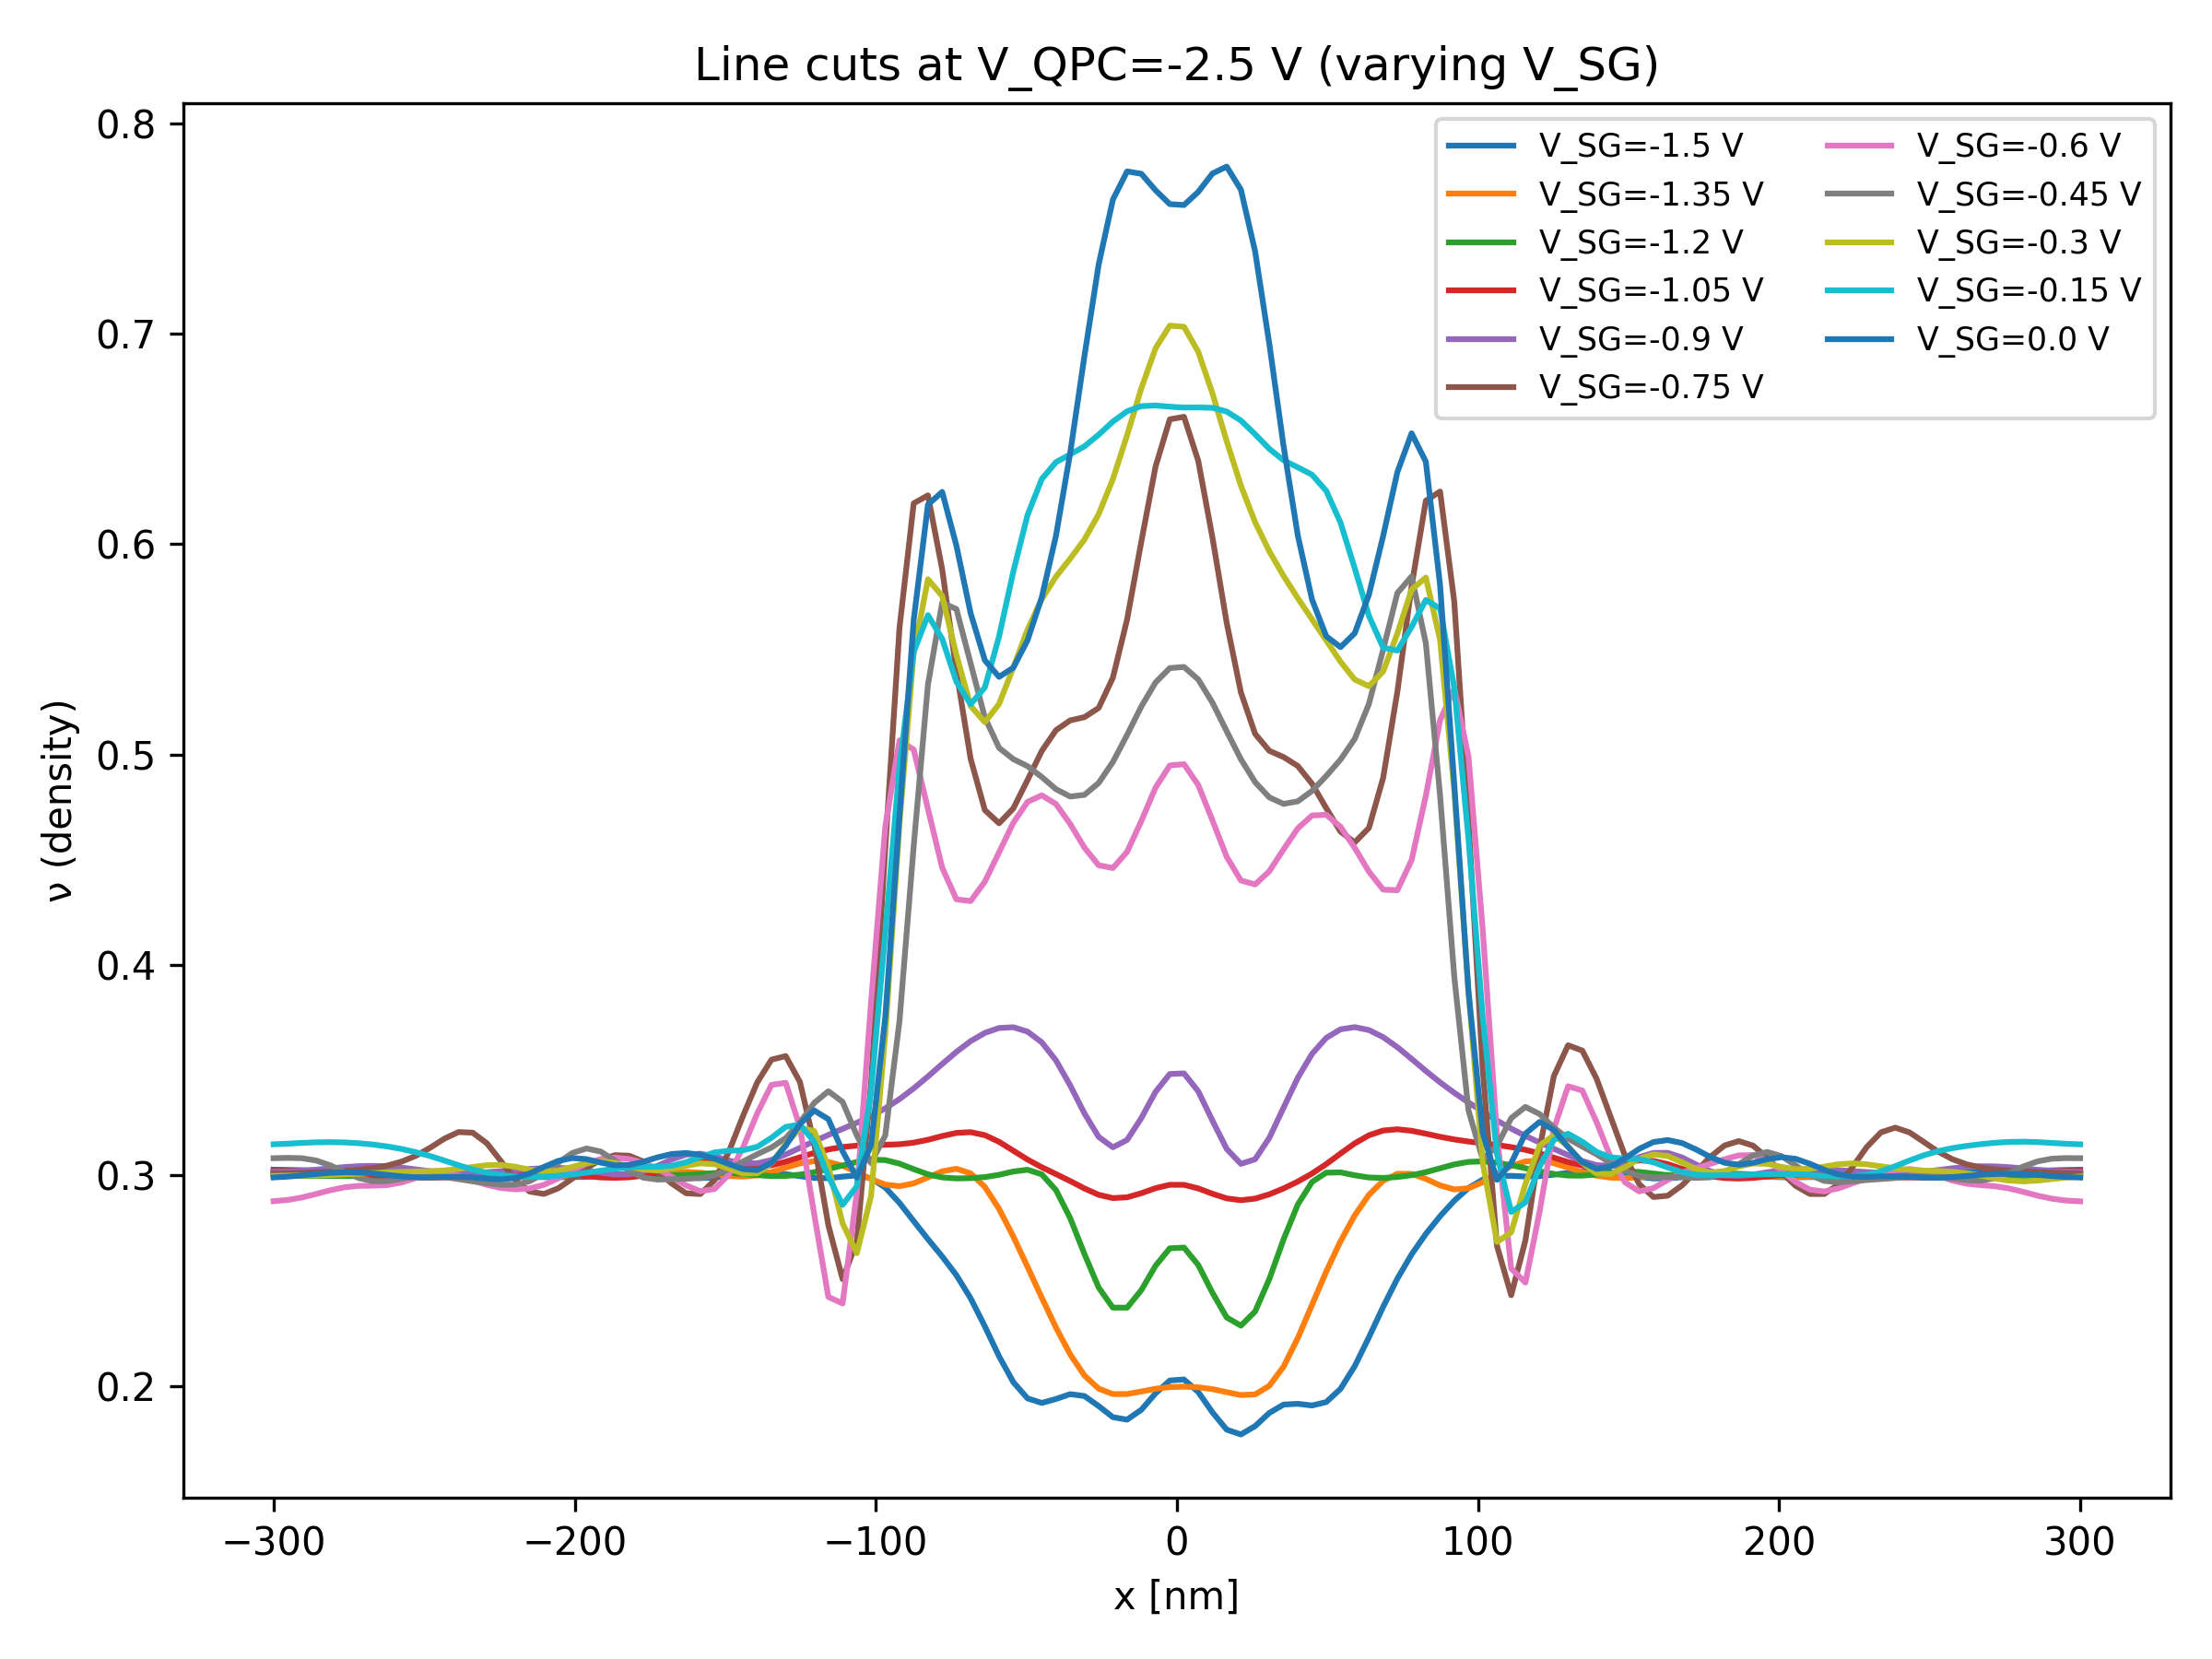 Line cuts at V_QPC=-2.5 V (varying V_SG)
V_SG=-1.5 V
V_SG=-1.35 V
V_SG=-1.2 V
V_SG=-1.05 V
V_SG=-0.9 V
V_SG=-0.75 V
V_SG=-0.6 V
V_SG=-0.45 V
V_SG=-0.3 V
V_SG=-0.15 V
V_SG=0.0 V
ν (density)
0.8
0.7
0.6
0.5
0.4
0.3
0.2
−300
−200
−100
0
100
200
300
x [nm]